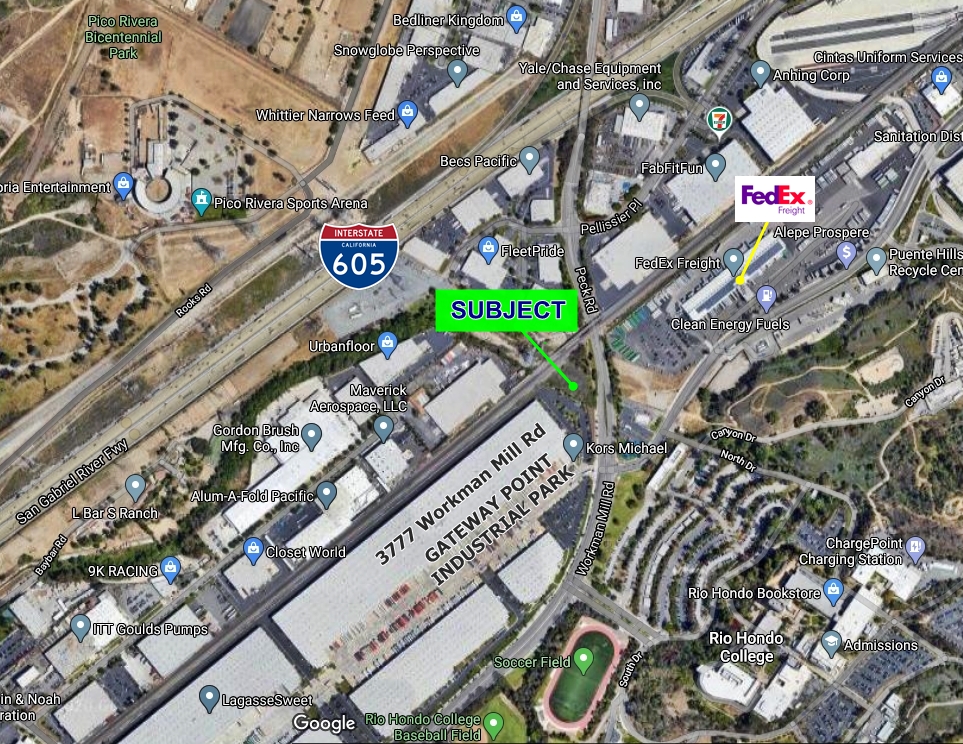 Pico Rivera
Bicentennial
Park
Bedliner Kingdom
Snowglobe Perspective
Yale/Chase Equipment
and Services, inc
Cintas Uniform Services
Anhing Corp
Whittier Narrows Feed
7
Sanitation Dist
Becs Pacific
FabFitFun
oria Entertainment
Pico Rivera Sports Arena
FedEx
Freight
Pellissier Pl
INTERSTATE
CALIFORNIA
605
FleetPride
Alepe Prospere
FedEx Freight
Puente Hills
Recycle Cen
Rooks Rd
Peck Rd
SUBJECT
Clean Energy Fuels
Urbanfloor
Maverick
Aerospace, LLC
Canyon Dr
Gordon Brush
Mfg. Co., Inc
Canyon Dr
Kors Michael
North Dr
San Gabriel River Fwy
3777 Workman Mill Rd
GATEWAY POINT
INDUSTRIAL PARK
L Bar S Ranch
Alum-A-Fold Pacific
Workman Mill Rd
Bayber Rd
Closet World
9K RACING
ChargePoint
Charging Station
Rio Hondo Bookstore
ITT Goulds Pumps
Rio Hondo
College
Admissions
Soccer Field
South Dr
in & Noah
ration
LagasseSweet
Google
Rio Hondo College
Baseball Field